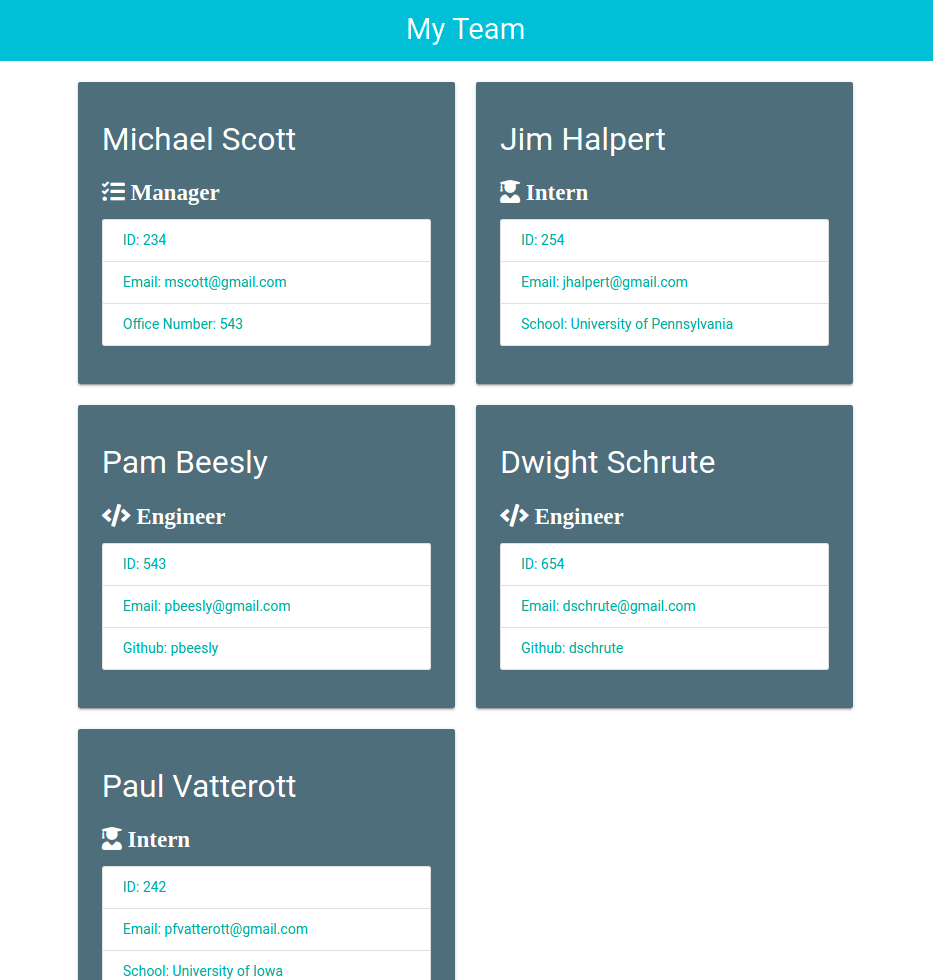 My Team
Michael Scott
Manager
ID: 234
Email: mscott@gmail.com
Office Number: 543
Jim Halpert
Intern
ID: 254
Email: jhalpert@gmail.com
School: University of Pennsylvania
Pam Beesly
Engineer
ID: 543
Email: pbeesly@gmail.com
Github: pbeesly
Dwight Schrute
Engineer
ID: 654
Email: dschrute@gmail.com
Github: dschrute
Paul Vatterott
Intern
ID: 242
Email: pfvatterott@gmail.com
School: University of Iowa